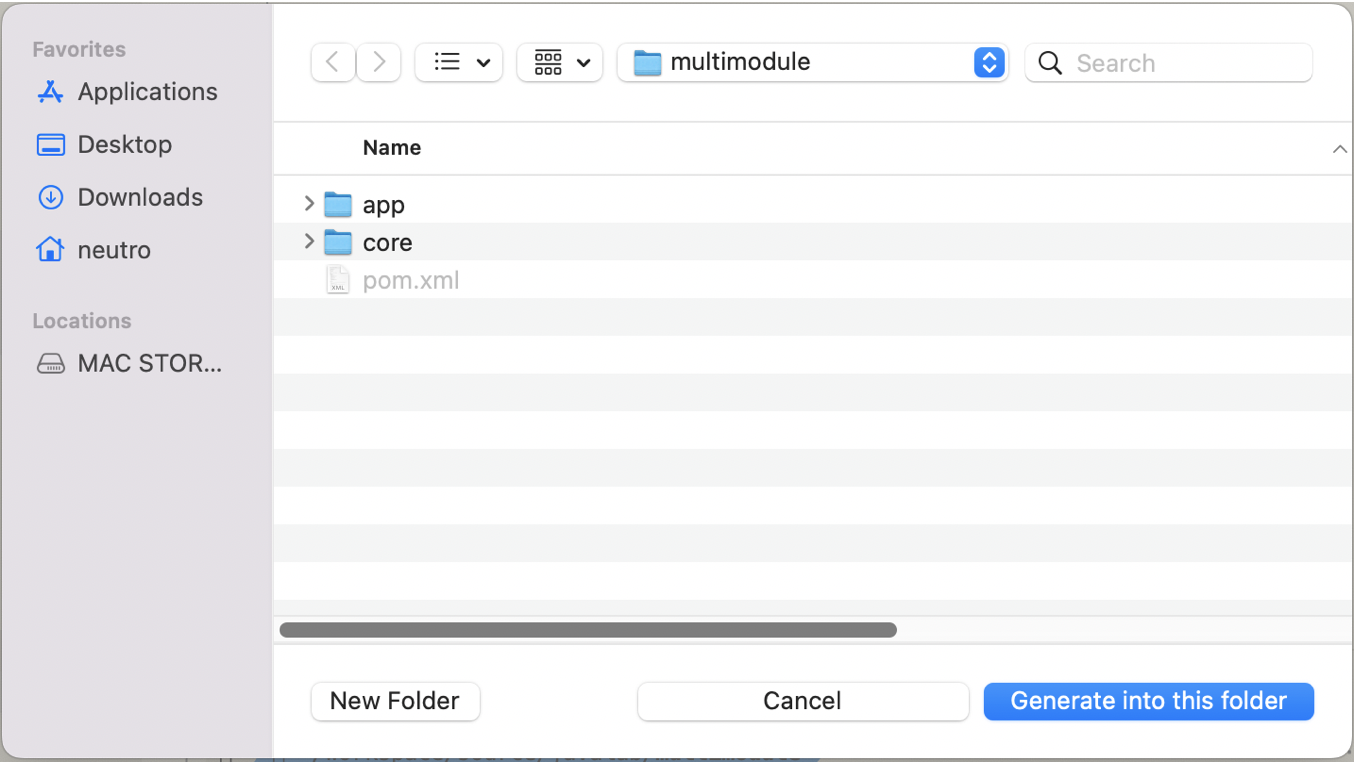 Favorites
Applications
Desktop
Downloads
neutro
Locations
MAC STOR...
multimodule
Search
Name
app
core
pom.xml
XML
New Folder
Cancel
Generate into this folder